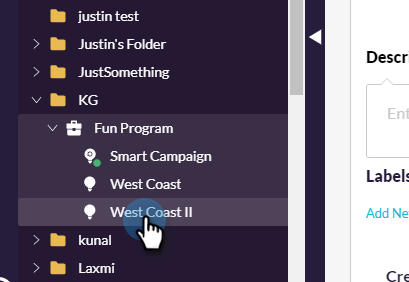 justin test
Justin's Folder
JustSomething
KG
Fun Program
Smart Campaign
West Coast
West Coast II
kunal
Laxmi
Descri
Ent
Labels
Add Ne
Cre